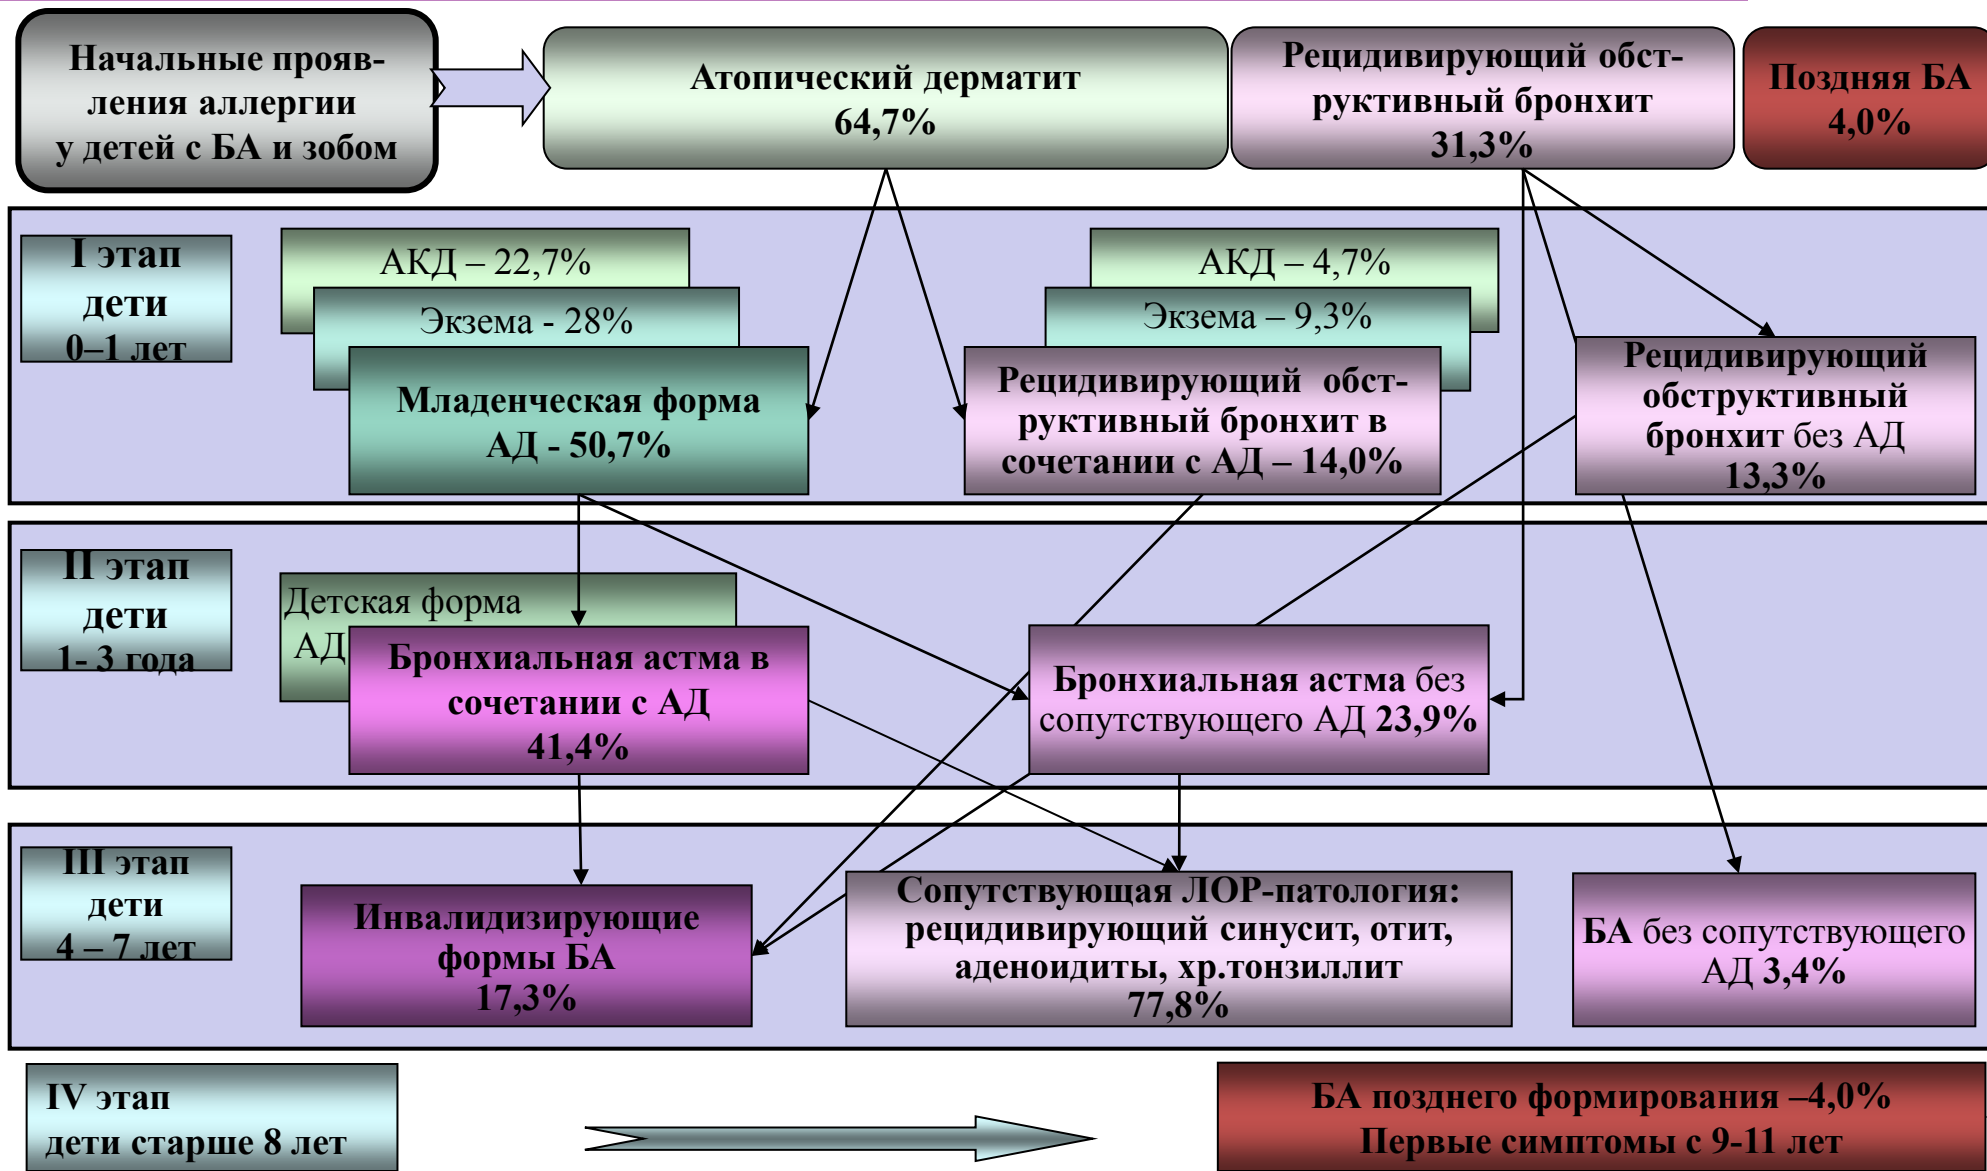 Начальные прояв-
ления аллергии
у детей с БА и зобом
Атопический дерматит
64,7%
Рецидивирующий обст-
руктивный бронхит
31,3%
Поздняя БА
4,0%
I этап
дети
0–1 лет
АКД – 22,7%
Экзема - 28%
Младенческая форма
АД - 50,7%
АКД – 4,7%
Экзема – 9,3%
Рецидивирующий обст-
руктивный бронхит в
сочетании с АД – 14,0%
Рецидивирующий
обструктивный
бронхит без АД
13,3%
II этап
дети
1- 3 года
Детская форма
АД
Бронхиальная астма в
сочетании с АД
41,4%
Бронхиальная астма без
сопутствующего АД 23,9%
III этап
дети
4 – 7 лет
Инвалидизирующие
формы БА
17,3%
Сопутствующая ЛОР-патология:
рецидивирующий синусит, отит,
аденоидиты, хр.тонзиллит
77,8%
БА без сопутствующего
АД 3,4%
IV этап
дети старше 8 лет
БА позднего формирования –4,0%
Первые симптомы с 9-11 лет